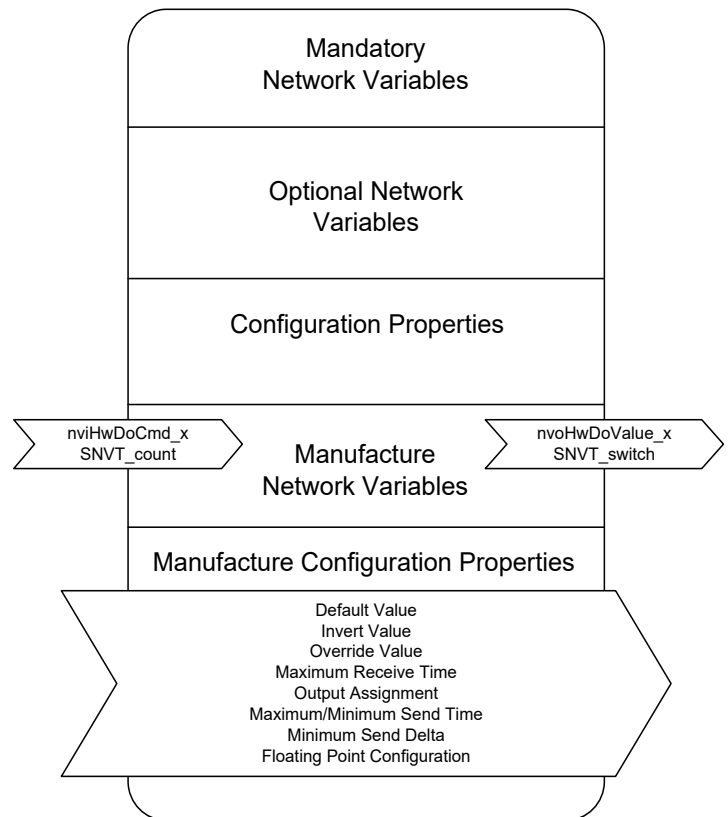 Mandatory
Network Variables
Optional Network
Variables
Configuration Properties
nviHwDoCmd_x
SNVT_count
nvoHwDoValue_x
SNVT_switch
Manufacture
Network Variables
Manufacture Configuration Properties
Default Value
Invert Value
Override Value
Maximum Receive Time
Output Assignment
Maximum/Minimum Send Time
Minimum Send Delta
Floating Point Configuration